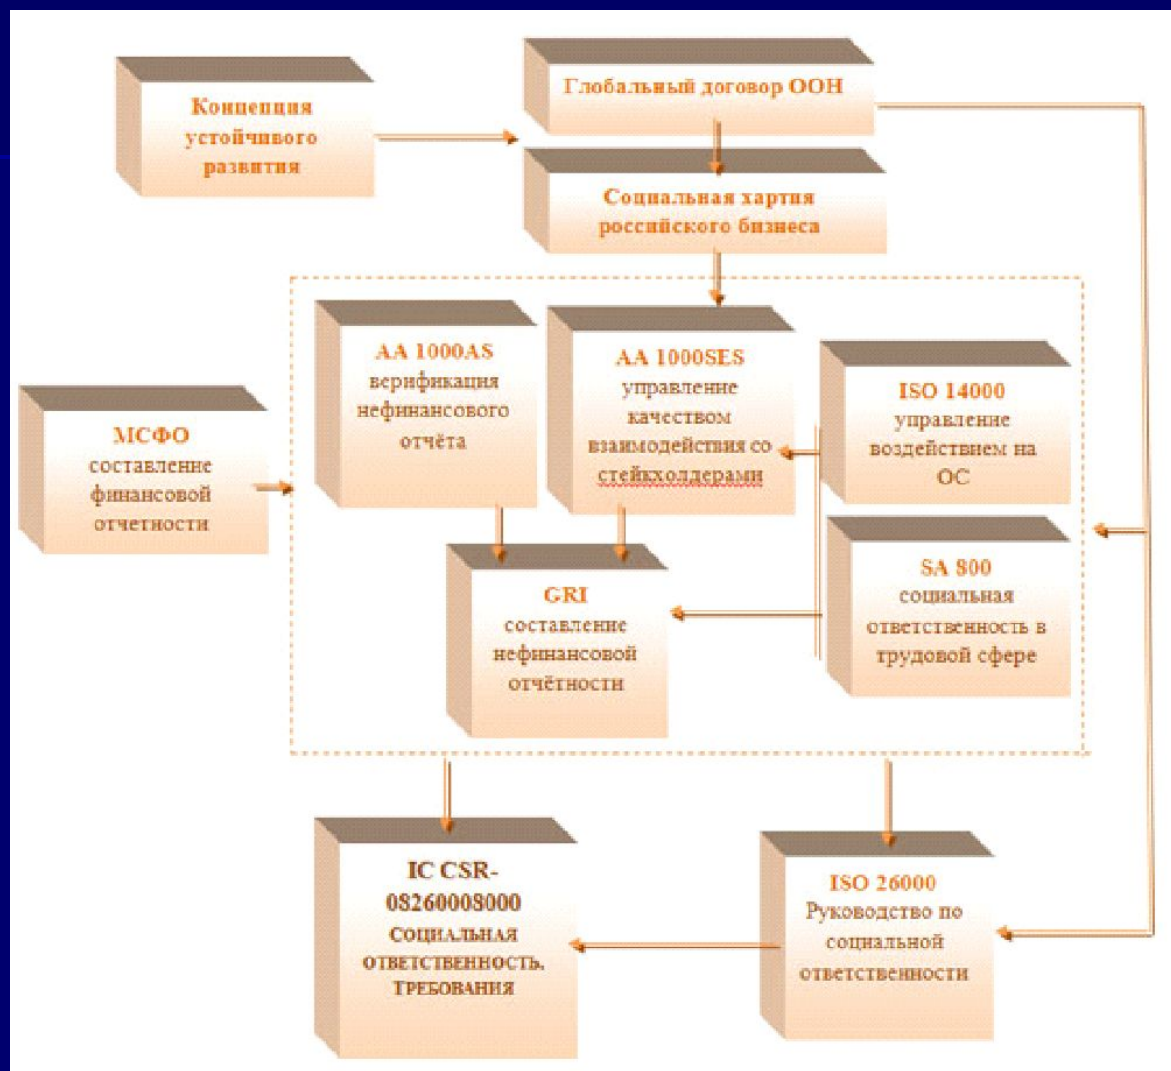 Концепция
устойчивого
развития
Глобальный договор ООН
Социальная хартия
российского бизнеса
МСФО
составление
финансовой
отчетности
АА 1000AS
верификация
нефинансового
отчёта
АА 1000SES
управление
качеством
взаимодействия со
стейкхолдерами
ISO 14000
управление
воздействием на
ОС
SA 800
социальная
ответственность в
трудовой сфере
GRI
составление
нефинансовой
отчётности
IC CSR-
08260008000
СОЦИАЛЬНАЯ
ОТВЕТСТВЕННОСТЬ.
ТРЕБОВАНИЯ
ISO 26000
Руководство по
социальной
ответственности